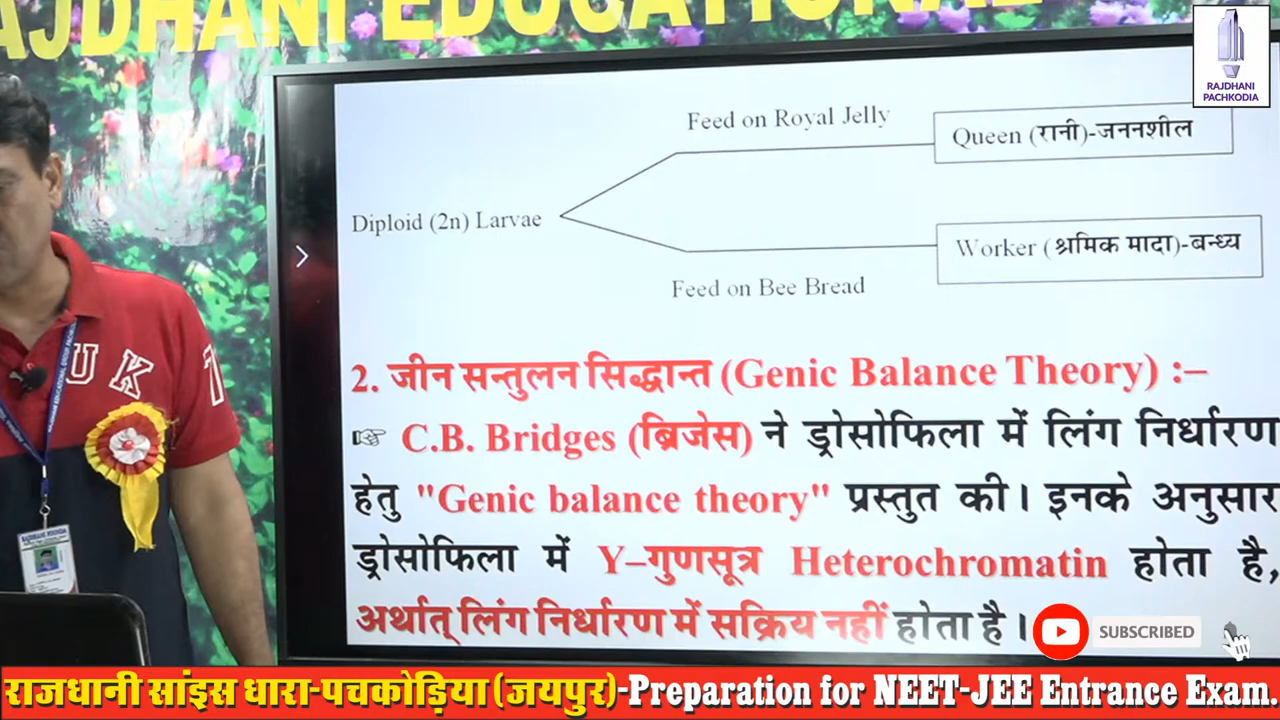 RAJDHANI EDUCATIONAL
RAJDHANI
PACHKODIA
Feed on Royal Jelly
Queen (रानी)-जननशील
Diploid (2n) Larvae
Worker (श्रमिक मादा)-बन्ध्य
Feed on Bee Bread
2. जीन सन्तुलन सिद्धान्त (Genic Balance Theory) :–
☞ C.B. Bridges (ब्रिजेस) ने ड्रोसोफिला में लिंग निर्धारण
हेतु "Genic balance theory" प्रस्तुत की। इनके अनुसार
ड्रोसोफिला में Y–गुणसूत्र Heterochromatin होता है,
अर्थात् लिंग निर्धारण में सक्रिय नहीं होता है।
SUBSCRIBED
UK
राजधानी सांइस धारा-पचकोड़िया (जयपुर)-Preparation for NEET-JEE Entrance Exam.